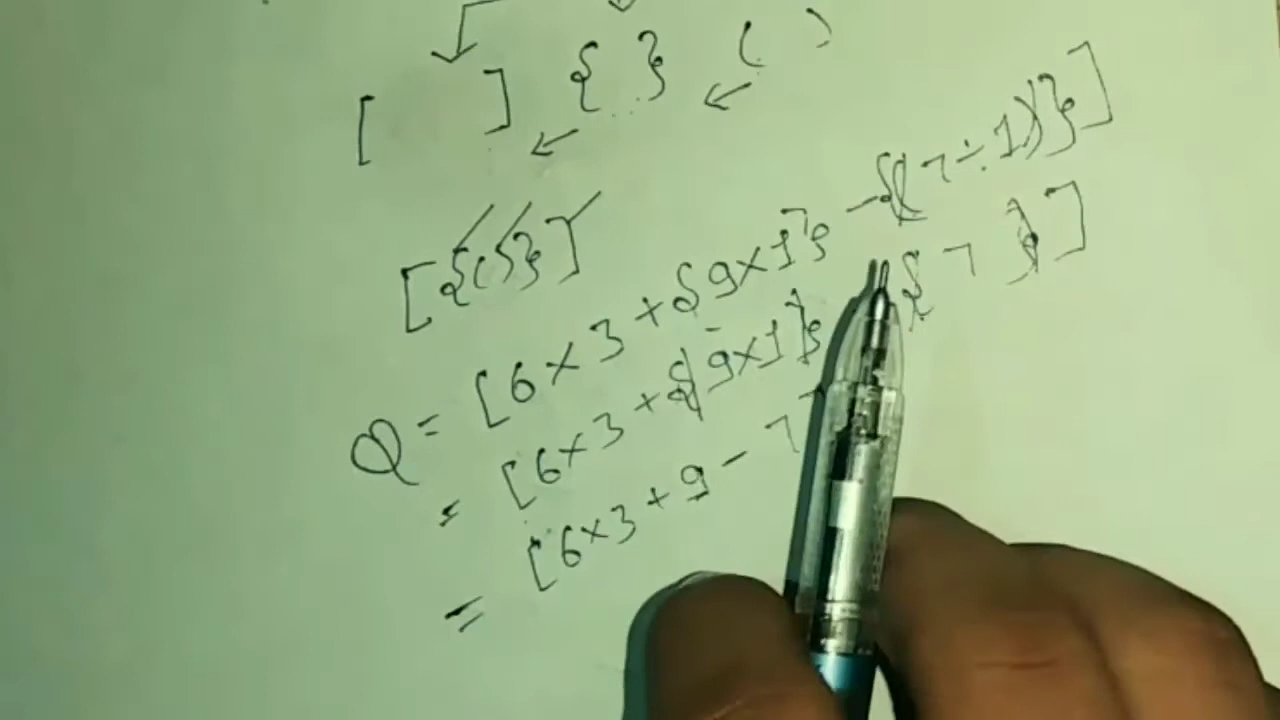 [ ] { } ( )
[{( )}]
Q = [6×3+{9×1}-{(7÷1)}]
= [6×3+{9×1} {7}]
= [6×3+9-7